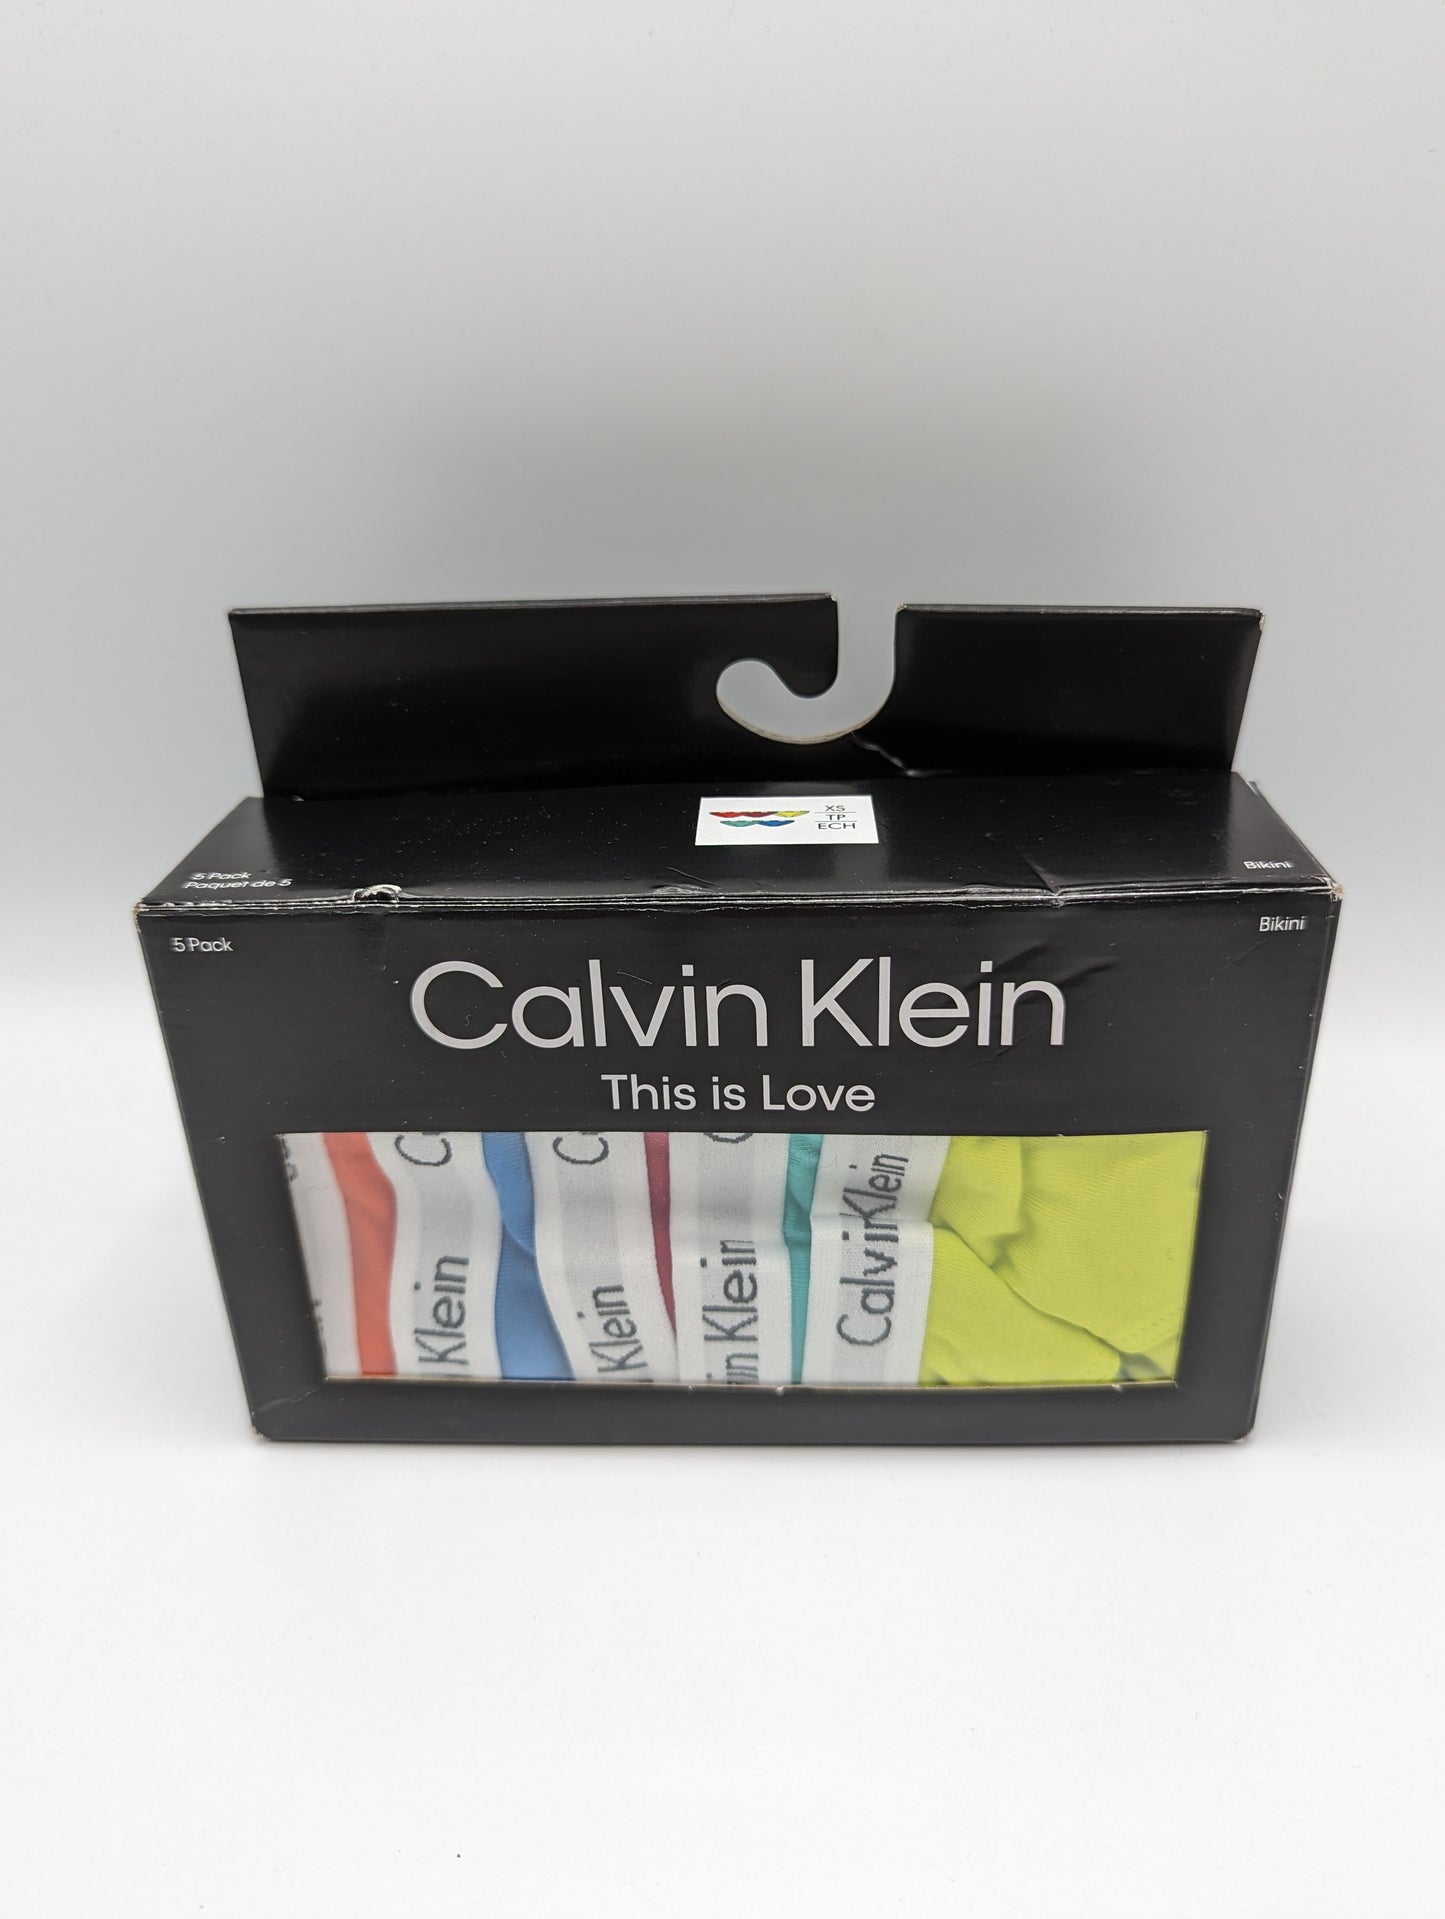 XS
TP
ECH
5 Pack
Paquet de 5
Bikini
5 Pack
Bikini
Calvin Klein
This is Love
C
Klein
C
Klein
C
in Klein
Calvin Klein